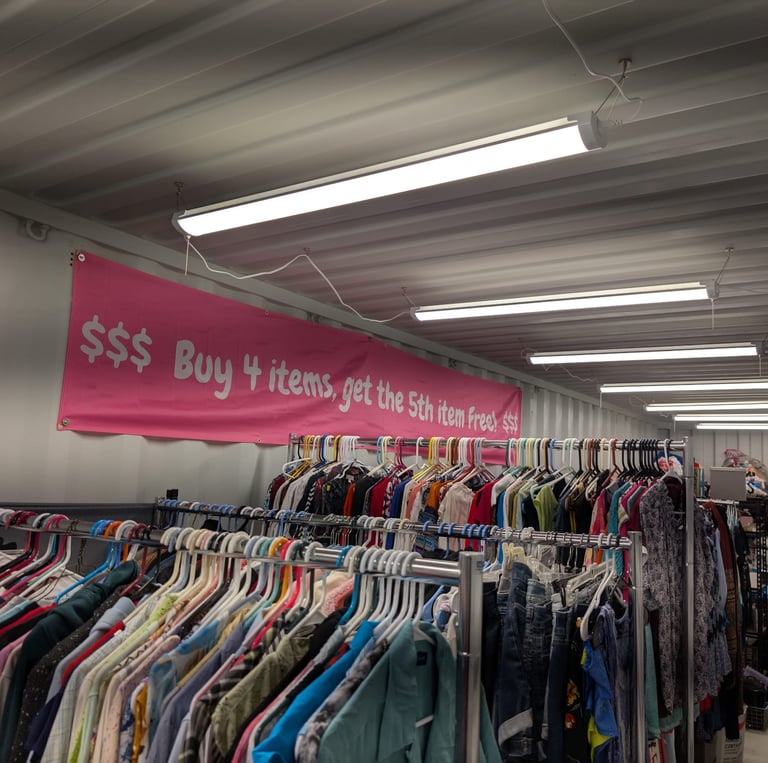 $$$ Buy 4 items, get the 5th item free! $$$